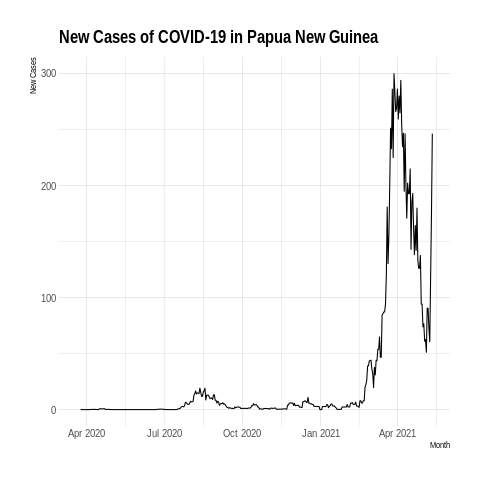 New Cases of COVID-19 in Papua New Guinea
New Cases
300
200
100
0
Apr 2020 Jul 2020 Oct 2020 Jan 2021 Apr 2021
Month